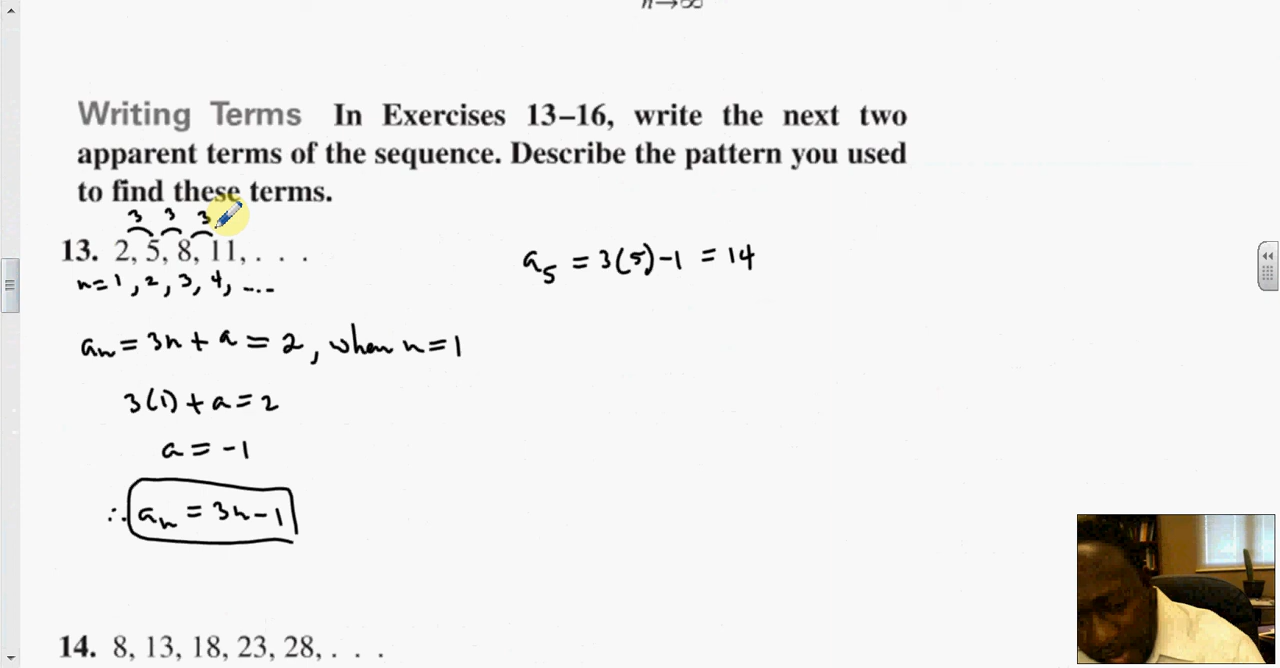 n→∞
Writing Terms In Exercises 13–16, write the next two
apparent terms of the sequence. Describe the pattern you used
to find these terms.
3 3 3
13. 2, 5, 8, 11, . . .
n=1, 2, 3, 4, ....
aₙ = 3n + a = 2, when n=1
3(1) + a = 2
a = -1
∴ aₙ = 3n-1
a₅ = 3(5)-1 = 14
14. 8, 13, 18, 23, 28, . . .